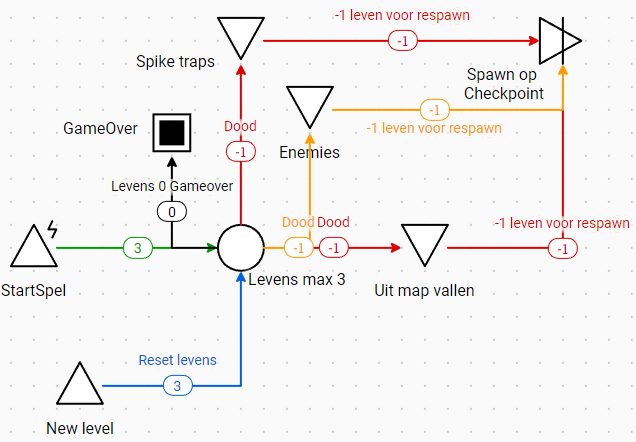 -1 leven voor respawn
-1
Spike traps
Spawn op
Checkpoint
-1
-1 leven voor respawn
GameOver
Dood
-1
Enemies
Levens 0 Gameover
0
Dood
Dood
-1 leven voor respawn
3
-1
-1
-1
StartSpel
Levens max 3
Uit map vallen
Reset levens
3
New level